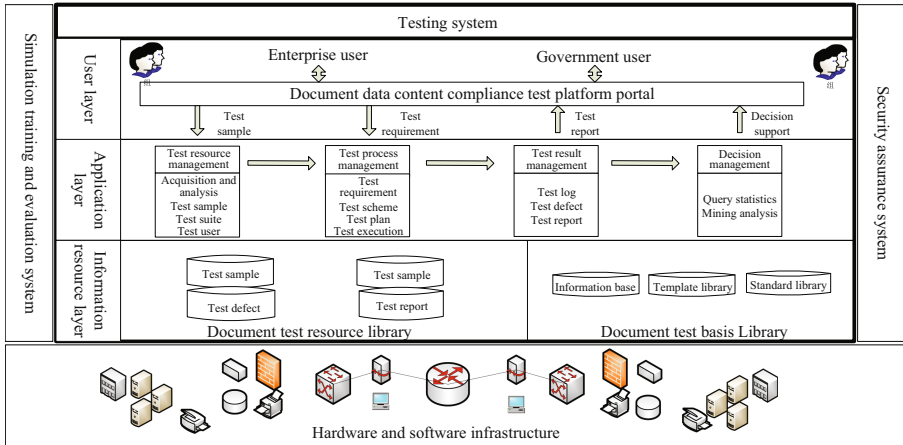 Testing system
Simulation training and evaluation system
Security assurance system
User layer
组
Enterprise user
Government user
组
Document data content compliance test platform portal
Test
sample
Test
requirement
Test
report
Decision
support
Application
layer
Test resource
management
Acquisition and
analysis
Test sample
Test suite
Test user
Test process
management
Test
requirement
Test scheme
Test plan
Test execution
Test result
management
Test log
Test defect
Test report
Decision
management
Query statistics
Mining analysis
Information
resource layer
Test sample
Test defect
Test sample
Test report
Document test resource library
Information base
Template library
Standard library
Document test basis Library
Hardware and software infrastructure